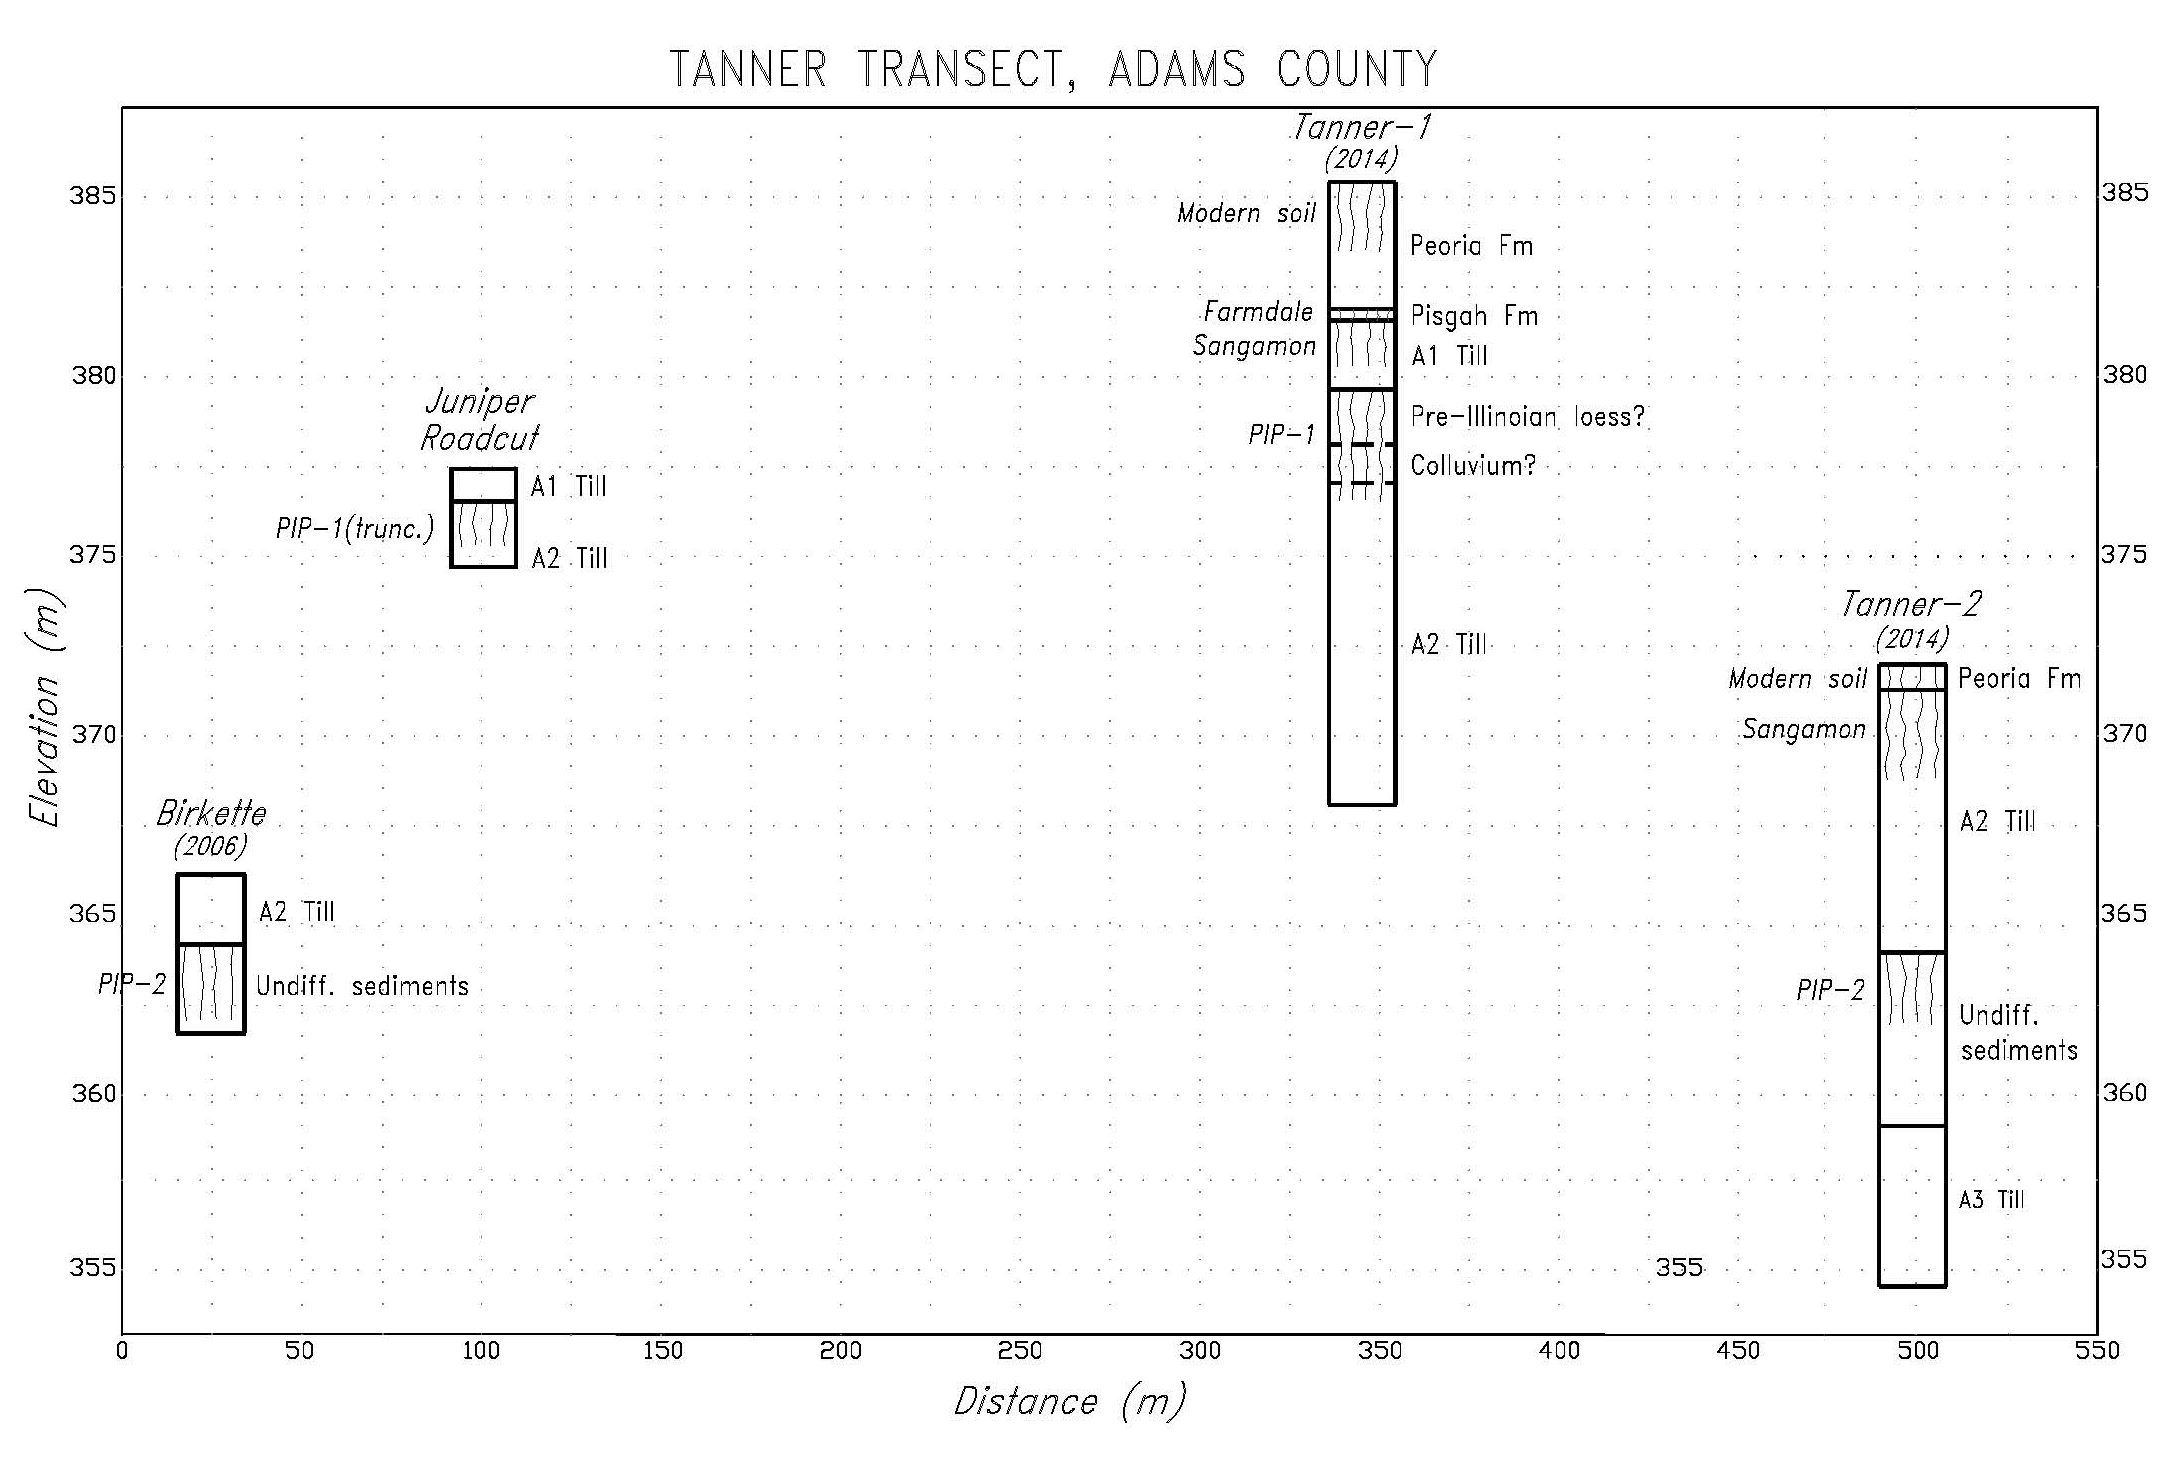 TANNER TRANSECT, ADAMS COUNTY
Tanner-1
(2014)
385
385
Modern soil
Peoria Fm
Farmdale
Pisgah Fm
Sangamon
A1 Till
380
380
Juniper
Roadcut
PIP-1
Pre-Illinoian loess?
Colluvium?
A1 Till
PIP-1(trunc.)
A2 Till
375
375
Tanner-2
(2014)
A2 Till
Modern soil
Peoria Fm
Sangamon
370
370
Elevation (m)
Birkette
(2006)
A2 Till
A2 Till
365
365
PIP-2
Undiff. sediments
PIP-2
Undiff.
sediments
360
360
A3 Till
355
355
355
0
50
100
150
200
250
300
350
400
450
500
550
Distance (m)